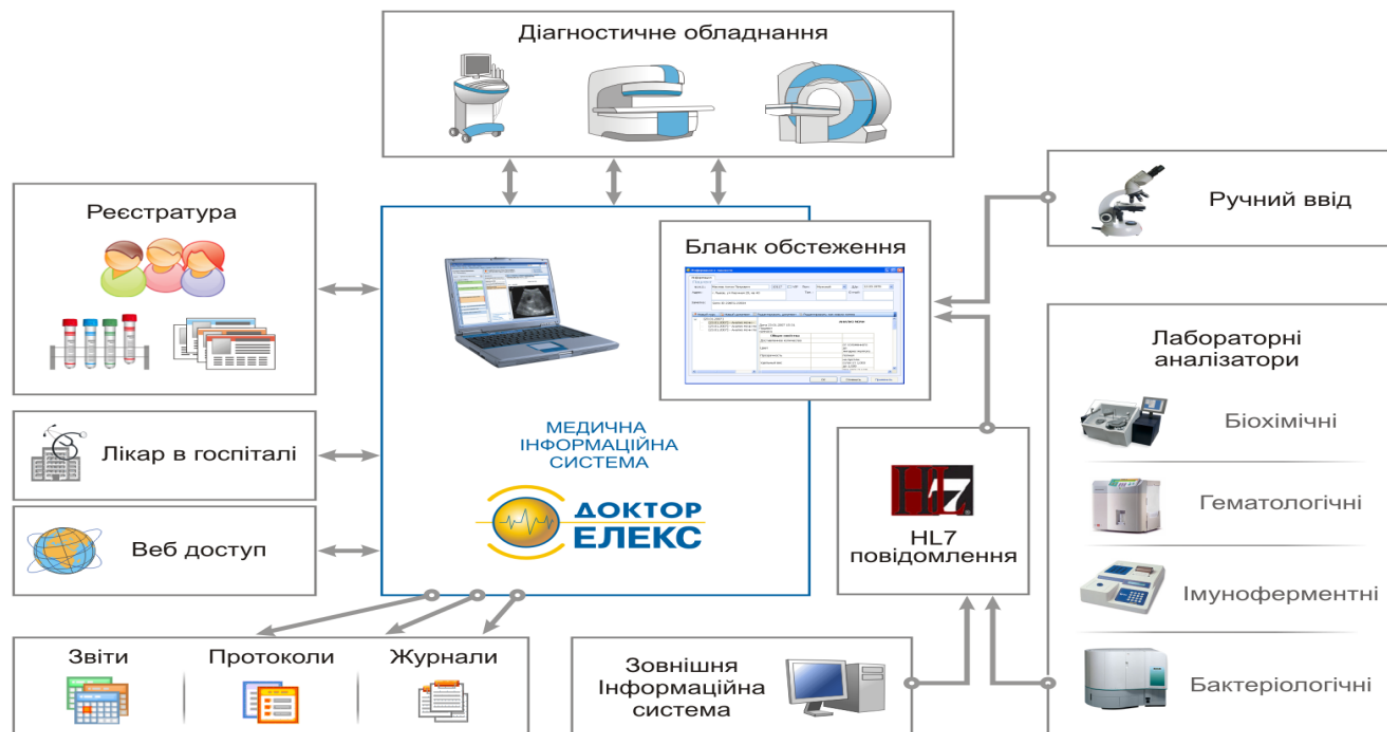 Діагностичне обладнання
Реєстратура
Бланк обстеження
Ручний ввід
Лабораторні
аналізатори
Біохімічні
Гематологічні
Імуноферментні
Бактеріологічні
Лікар в госпіталі
Веб доступ
МЕДИЧНА
ІНФОРМАЦІЙНА
СИСТЕМА
ДОКТОР
ЕЛЕКС
HL7
HL7
повідомлення
Звіти
Протоколи
Журнали
Зовнішня
Інформаційна
система